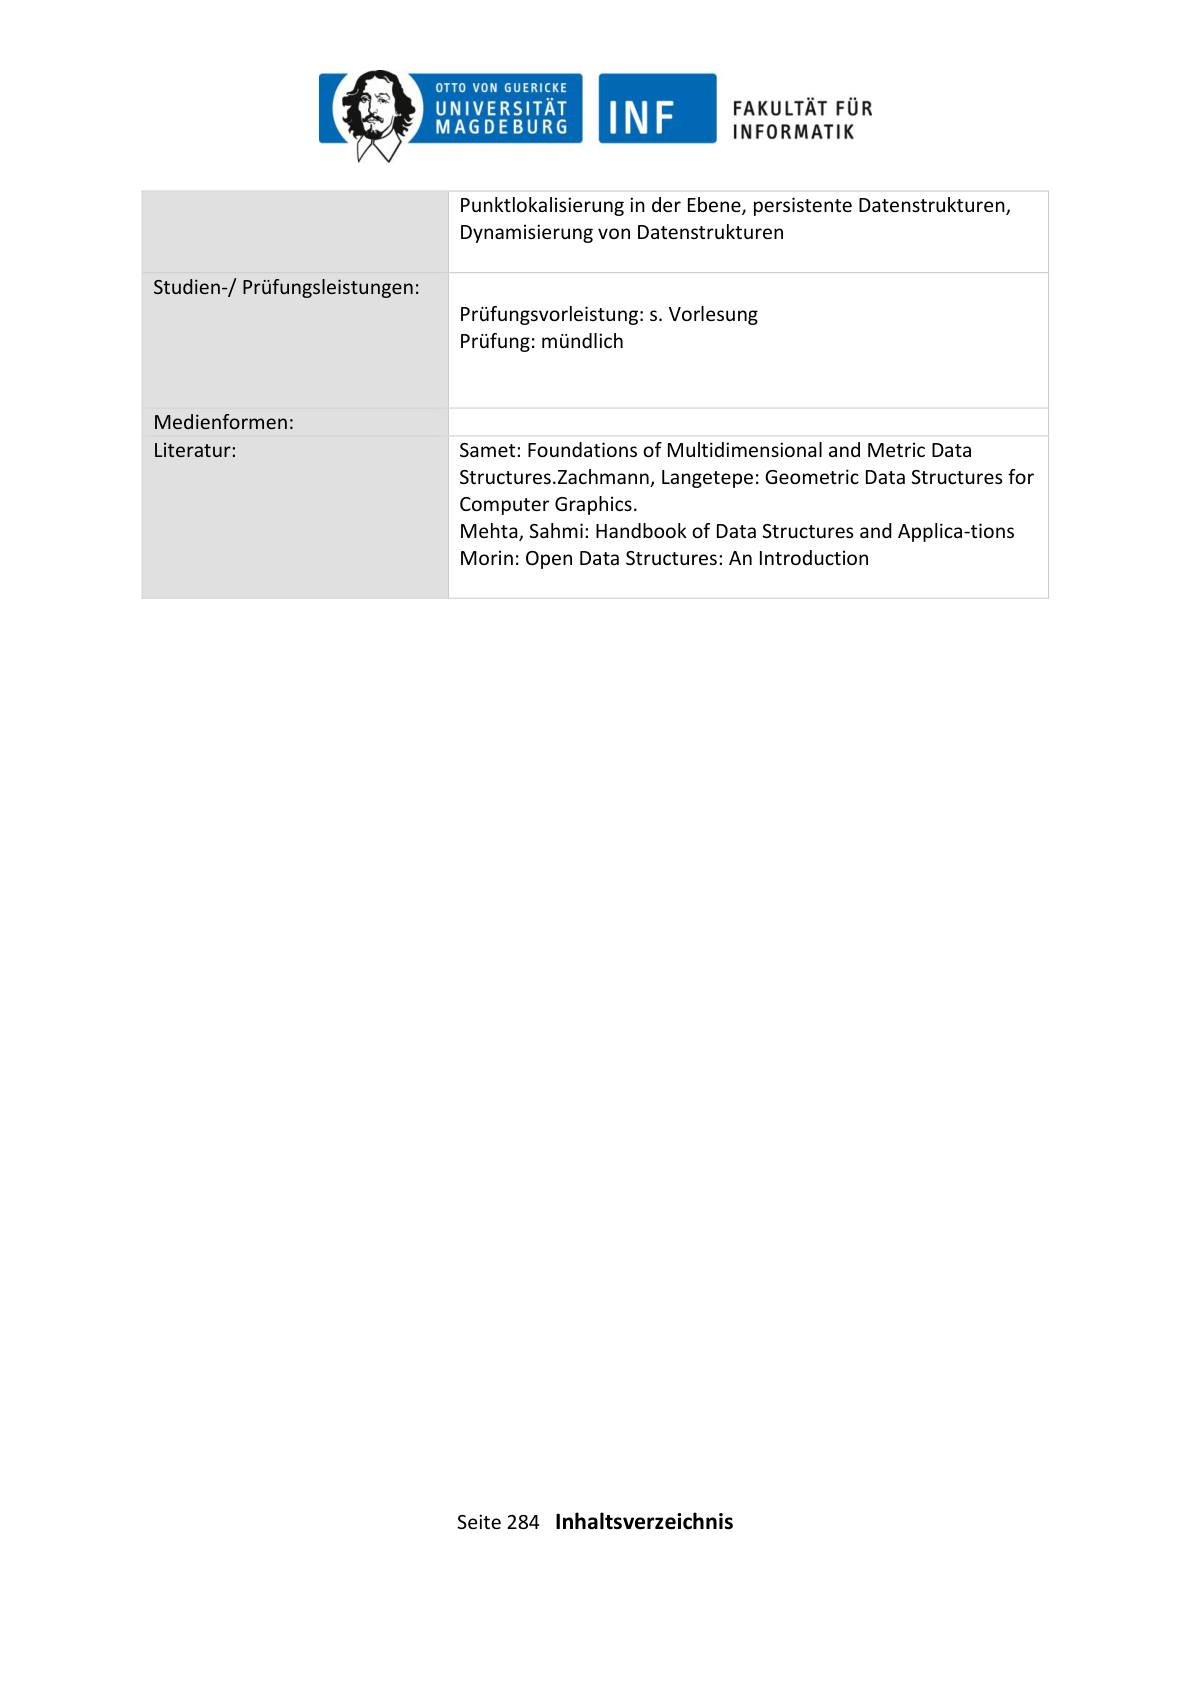 OTTO VON GUERICKE
UNIVERSITÄT
MAGDEBURG
INF
FAKULTÄT FÜR
INFORMATIK
Punktlokalisierung in der Ebene, persistente Datenstrukturen,
Dynamisierung von Datenstrukturen
Studien-/ Prüfungsleistungen:
Prüfungsvorleistung: s. Vorlesung
Prüfung: mündlich
Medienformen:
Literatur:
Samet: Foundations of Multidimensional and Metric Data
Structures.Zachmann, Langetepe: Geometric Data Structures for
Computer Graphics.
Mehta, Sahmi: Handbook of Data Structures and Applica-tions
Morin: Open Data Structures: An Introduction
Seite 284 Inhaltsverzeichnis